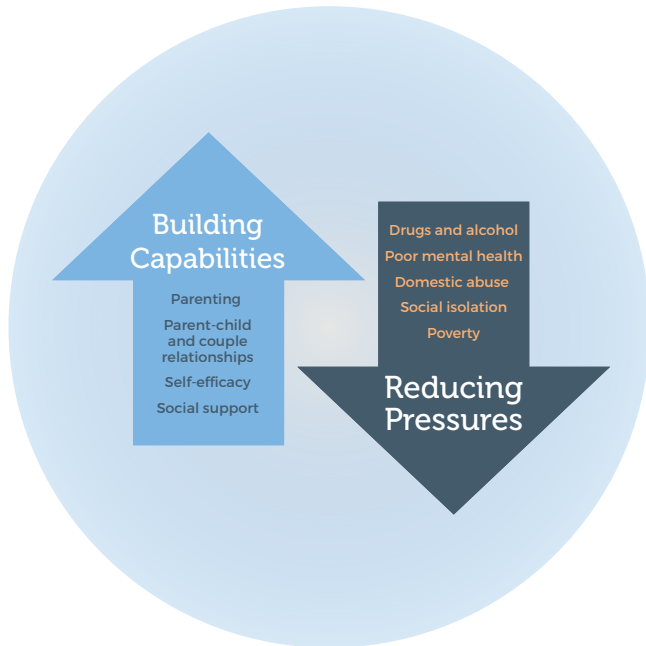 Building
Capabilities
Parenting
Parent-child
and couple
relationships
Self-efficacy
Social support
Drugs and alcohol
Poor mental health
Domestic abuse
Social isolation
Poverty
Reducing
Pressures